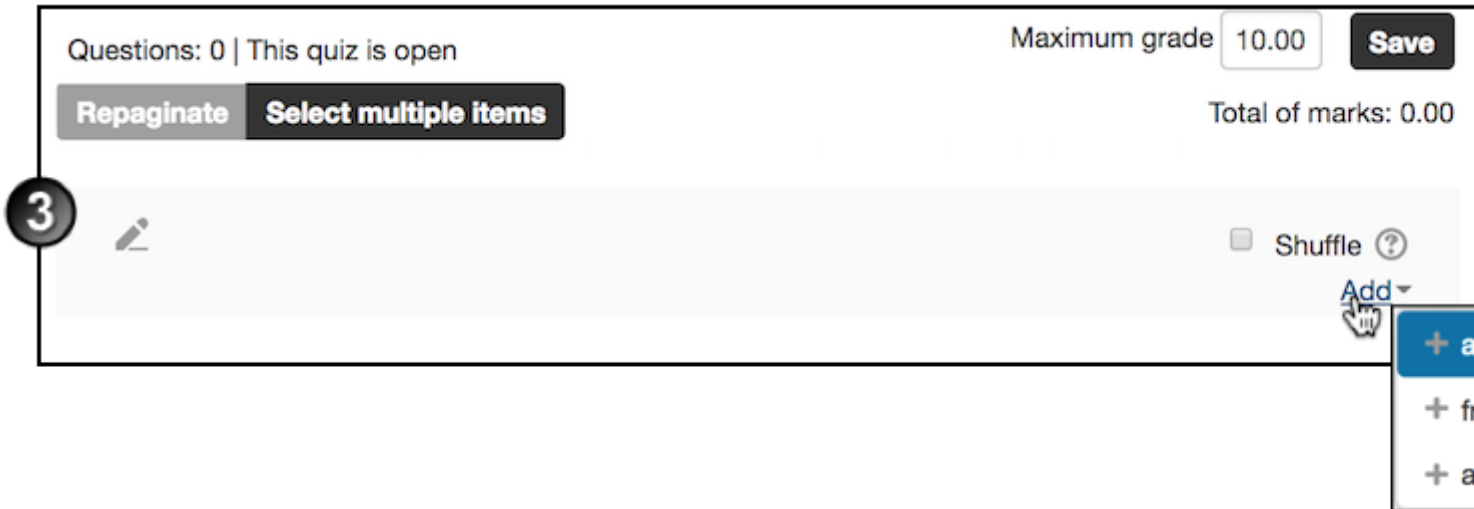 Questions: 0 | This quiz is open
Maximum grade 10.00 Save
Repaginate Select multiple items
Total of marks: 0.00
3
Shuffle ?
Add
+ a
+ fr
+ a